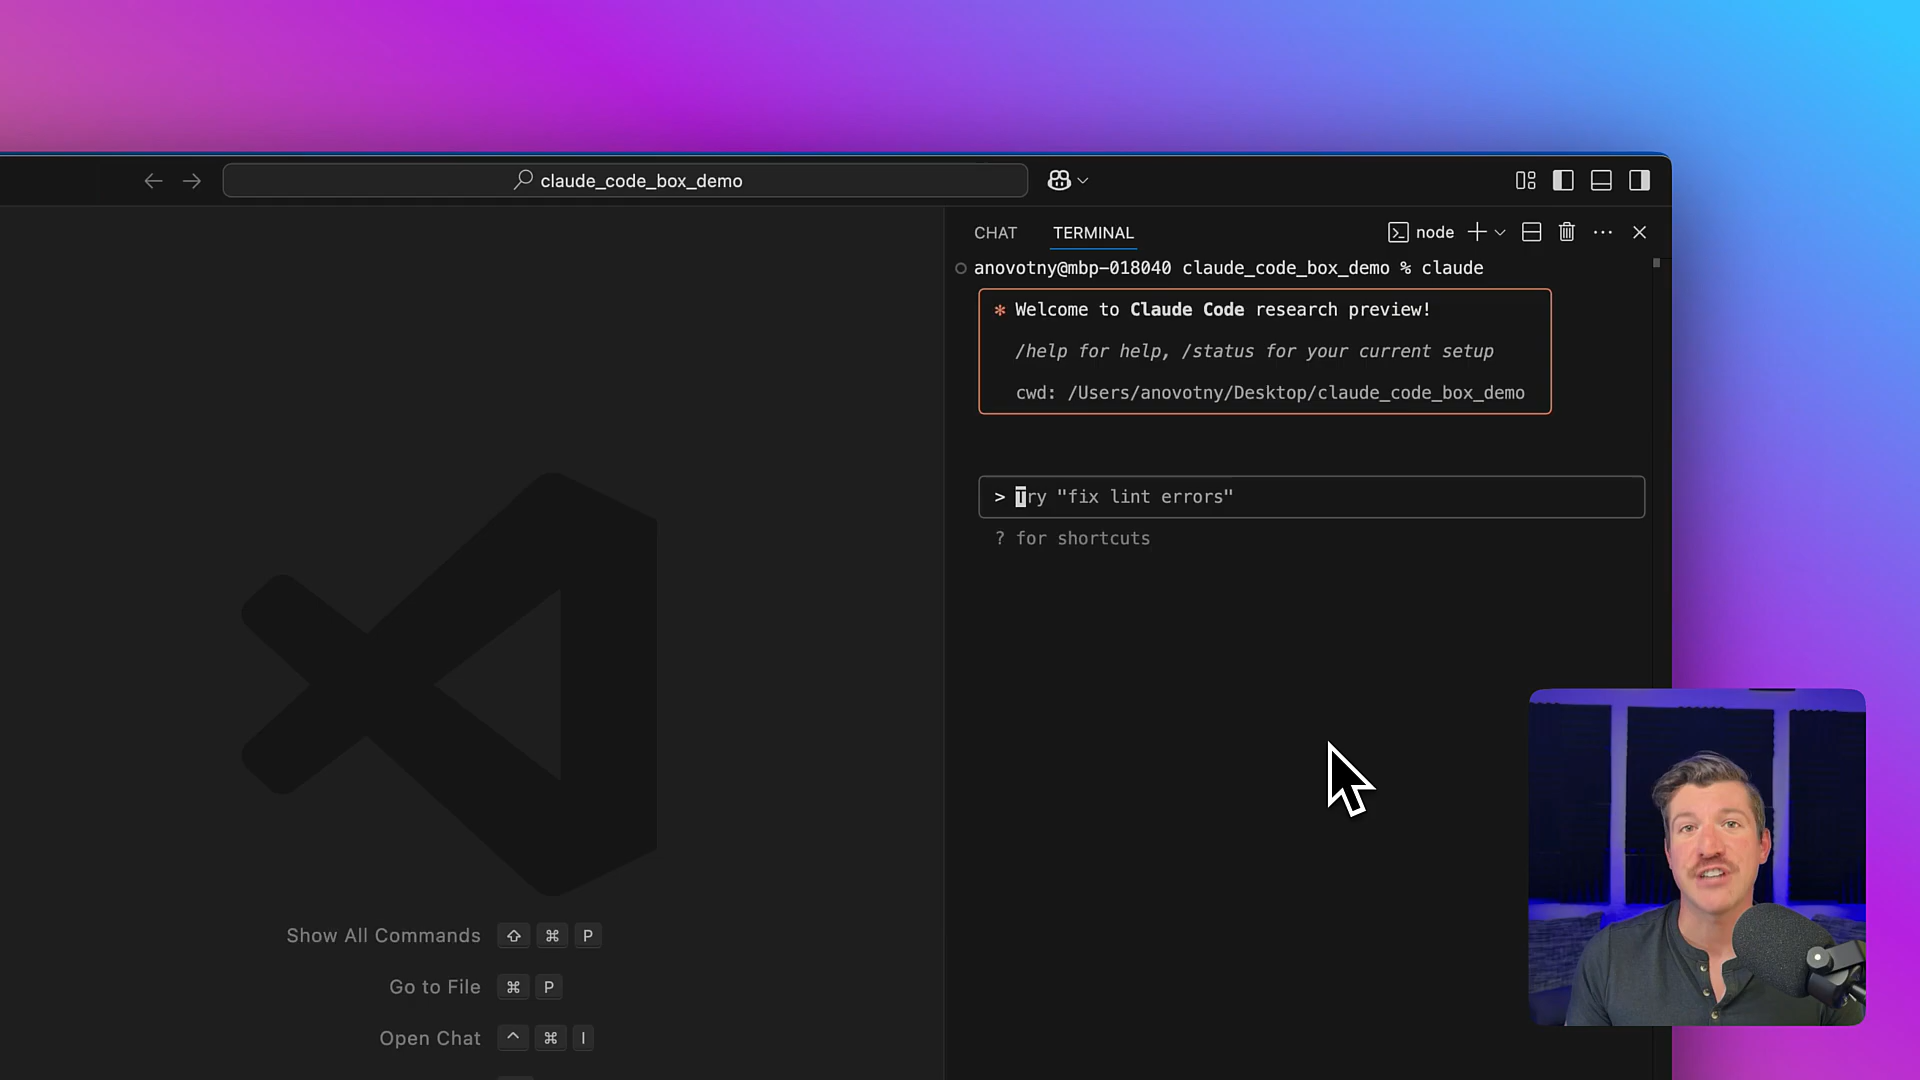 claude_code_box_demo
CHAT TERMINAL node
anovotny@mbp-018040 claude_code_box_demo % claude
* Welcome to Claude Code research preview!
/help for help, /status for your current setup
cwd: /Users/anovotny/Desktop/claude_code_box_demo
> Try "fix lint errors"
? for shortcuts
Show All Commands ⇧ ⌘ P
Go to File ⌘ P
Open Chat ^ ⌘ I